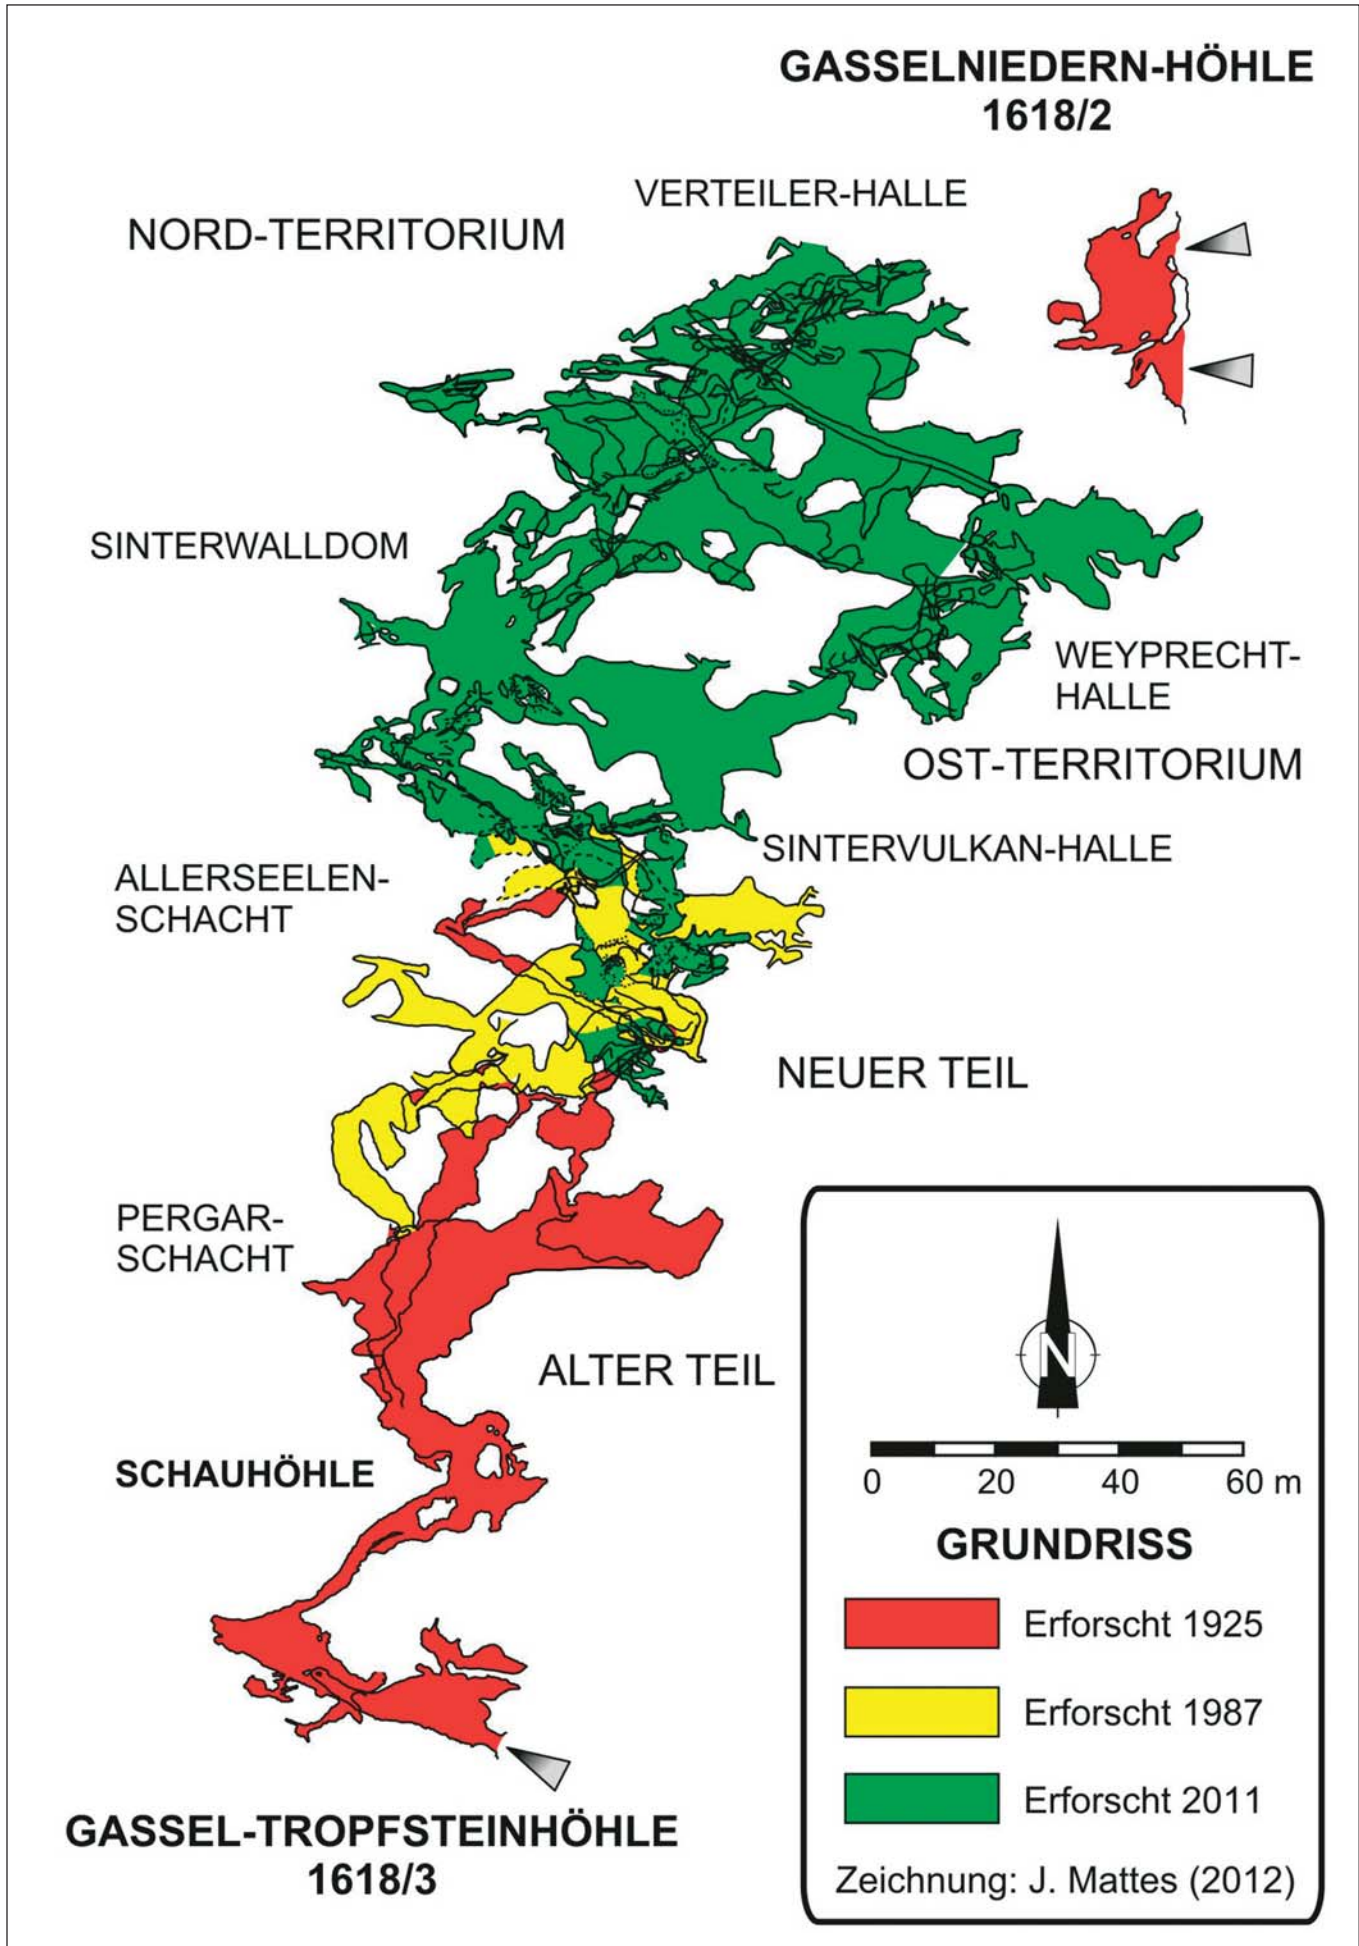 GASSELNIEDERN-HÖHLE
1618/2
VERTEILER-HALLE
NORD-TERRITORIUM
SINTERWALLDOM
WEYPRECHT-
HALLE
OST-TERRITORIUM
SINTERVULKAN-HALLE
ALLERSEELEN-
SCHACHT
NEUER TEIL
PERGAR-
SCHACHT
ALTER TEIL
SCHAUHÖHLE
GASSEL-TROPFSTEINHÖHLE
1618/3
N
0 20 40 60 m
GRUNDRISS
Erforscht 1925
Erforscht 1987
Erforscht 2011
Zeichnung: J. Mattes (2012)